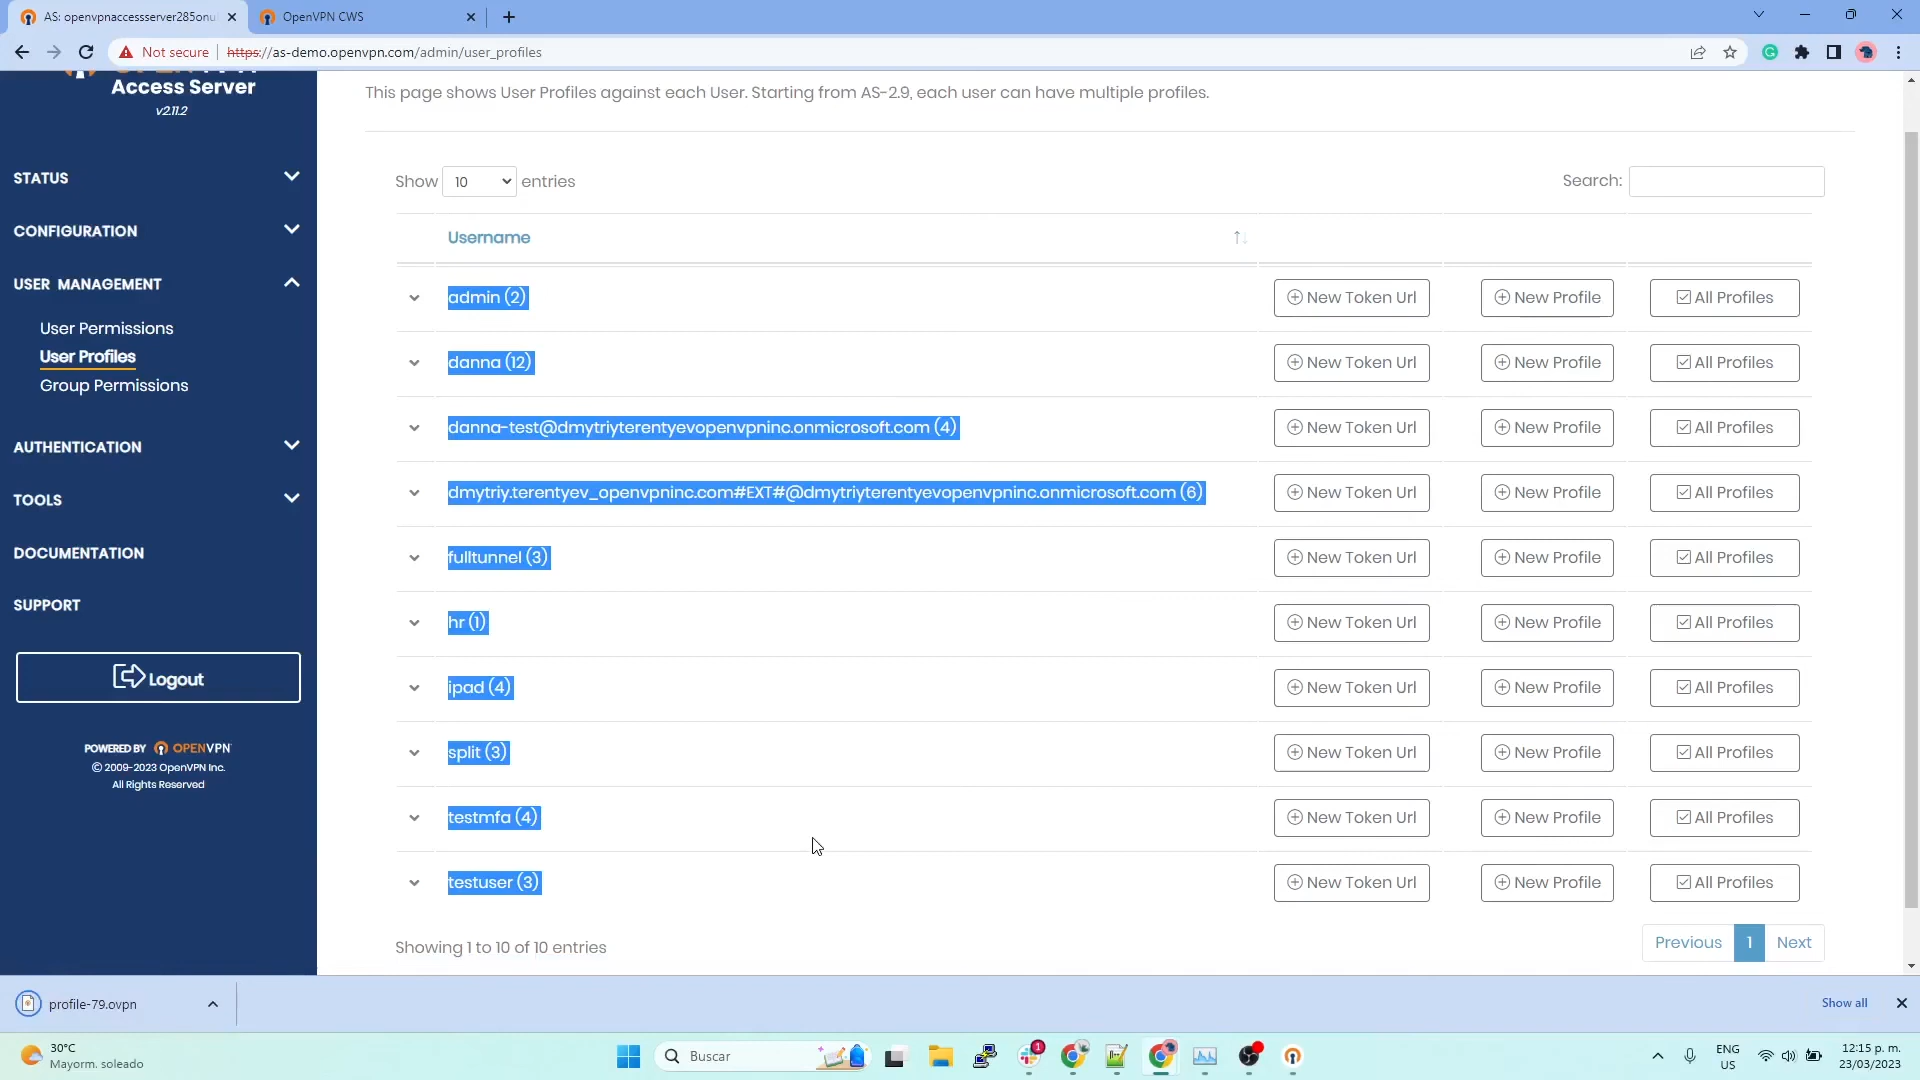 AS: openvpnaccessserver285onu
OpenVPN CWS
Not secure
https://as-demo.openvpn.com/admin/user_profiles
Access Server
v2.11.2
STATUS
CONFIGURATION
USER MANAGEMENT
User Permissions
User Profiles
Group Permissions
AUTHENTICATION
TOOLS
DOCUMENTATION
SUPPORT
Logout
POWERED BY OPENVPN
© 2009-2023 OpenVPN Inc.
All Rights Reserved
This page shows User Profiles against each User. Starting from AS-2.9, each user can have multiple profiles.
Show 10 entries
Search:
Username
admin (2) New Token Url New Profile All Profiles
danna (12) New Token Url New Profile All Profiles
danna-test@dmytriyterentyevopenvpninc.onmicrosoft.com (4) New Token Url New Profile All Profiles
dmytriy.terentyev_openvpninc.com#EXT#@dmytriyterentyevopenvpninc.onmicrosoft.com (6) New Token Url New Profile All Profiles
fulltunnel (3) New Token Url New Profile All Profiles
hr (1) New Token Url New Profile All Profiles
ipad (4) New Token Url New Profile All Profiles
split (3) New Token Url New Profile All Profiles
testmfa (4) New Token Url New Profile All Profiles
testuser (3) New Token Url New Profile All Profiles
Showing 1 to 10 of 10 entries
Previous 1 Next
profile-79.ovpn
Show all
30°C
Mayorm. soleado
Buscar
1
ENG
US
12:15 p. m.
23/03/2023